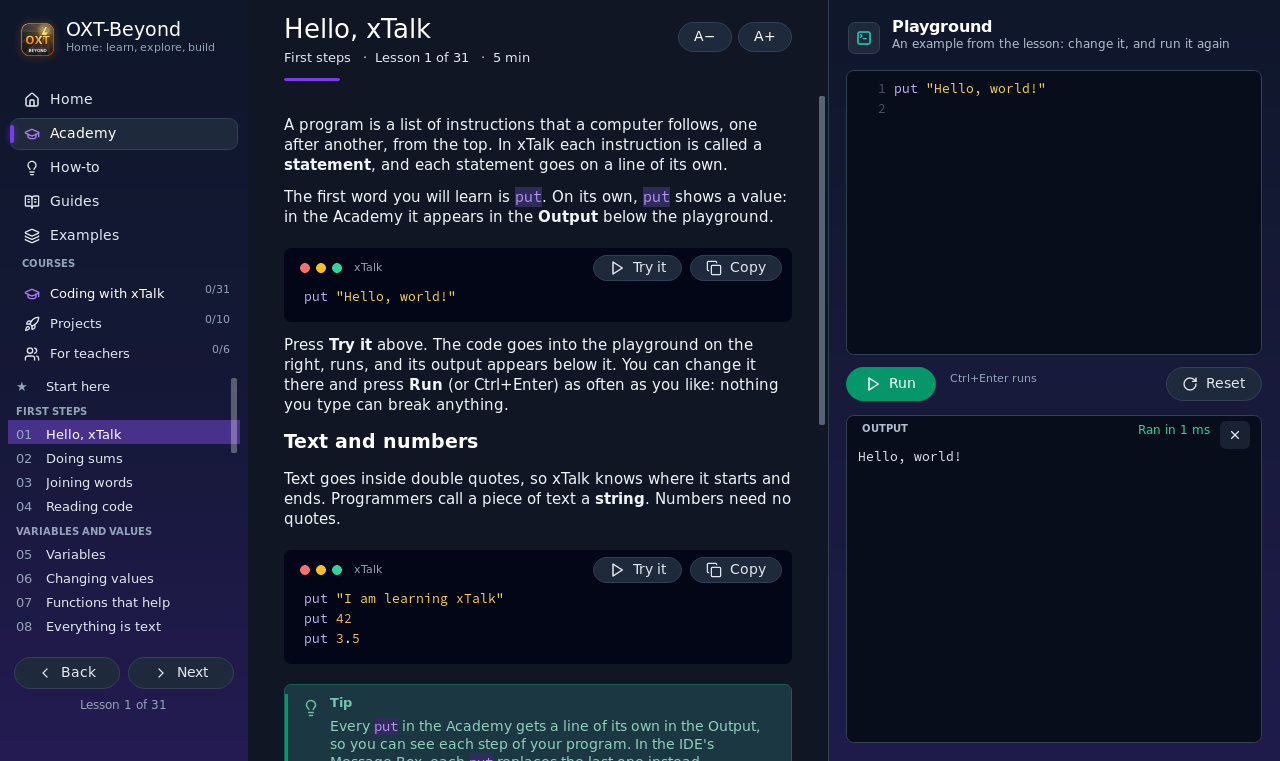 OXT
BEYOND
OXT-Beyond
Home: learn, explore, build
Home
Academy
How-to
Guides
Examples
COURSES
Coding with xTalk 0/31
Projects 0/10
For teachers 0/6
★ Start here
FIRST STEPS
01 Hello, xTalk
02 Doing sums
03 Joining words
04 Reading code
VARIABLES AND VALUES
05 Variables
06 Changing values
07 Functions that help
08 Everything is text
Back Next
Lesson 1 of 31
Hello, xTalk
First steps · Lesson 1 of 31 · 5 min
A− A+
A program is a list of instructions that a computer follows, one
after another, from the top. In xTalk each instruction is called a
statement, and each statement goes on a line of its own.
The first word you will learn is put. On its own, put shows a value:
in the Academy it appears in the Output below the playground.
xTalk Try it Copy
put "Hello, world!"
Press Try it above. The code goes into the playground on the
right, runs, and its output appears below it. You can change it
there and press Run (or Ctrl+Enter) as often as you like: nothing
you type can break anything.
Text and numbers
Text goes inside double quotes, so xTalk knows where it starts and
ends. Programmers call a piece of text a string. Numbers need no
quotes.
xTalk Try it Copy
put "I am learning xTalk"
put 42
put 3.5
Tip
Every put in the Academy gets a line of its own in the Output,
so you can see each step of your program. In the IDE's
Message Box, each put replaces the last one instead.
Playground
An example from the lesson: change it, and run it again
1 put "Hello, world!"
2
Run Ctrl+Enter runs Reset
OUTPUT Ran in 1 ms ×
Hello, world!